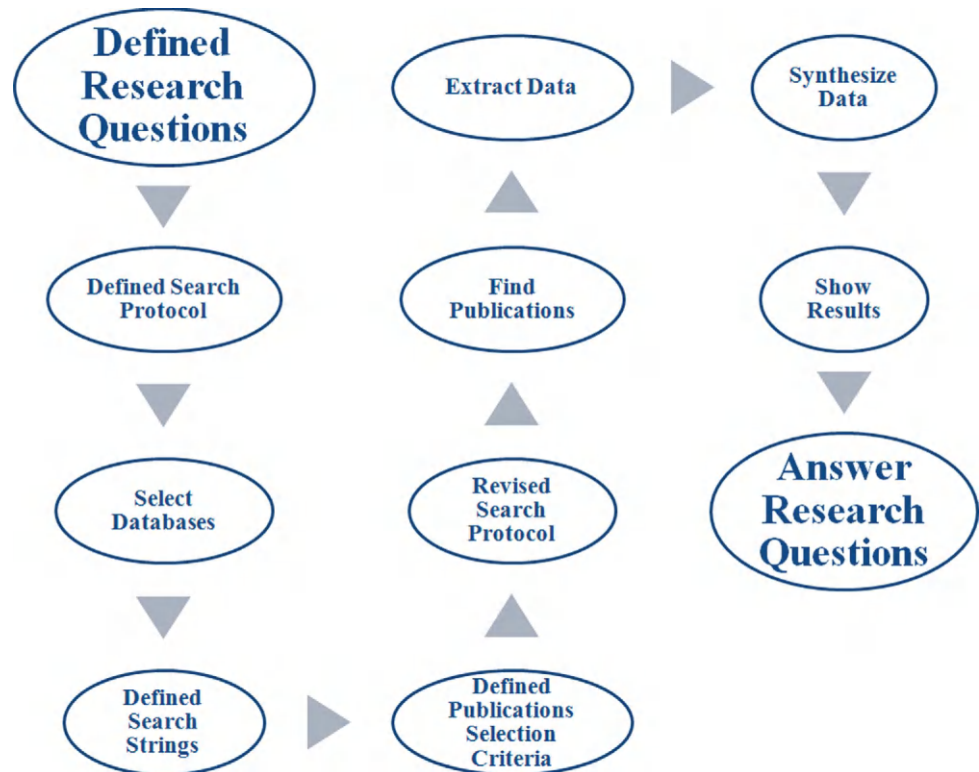 Defined
Research
Questions
Defined Search
Protocol
Select
Databases
Defined
Search
Strings
Defined
Publications
Selection
Criteria
Revised
Search
Protocol
Find
Publications
Extract Data
Synthesize
Data
Show
Results
Answer
Research
Questions